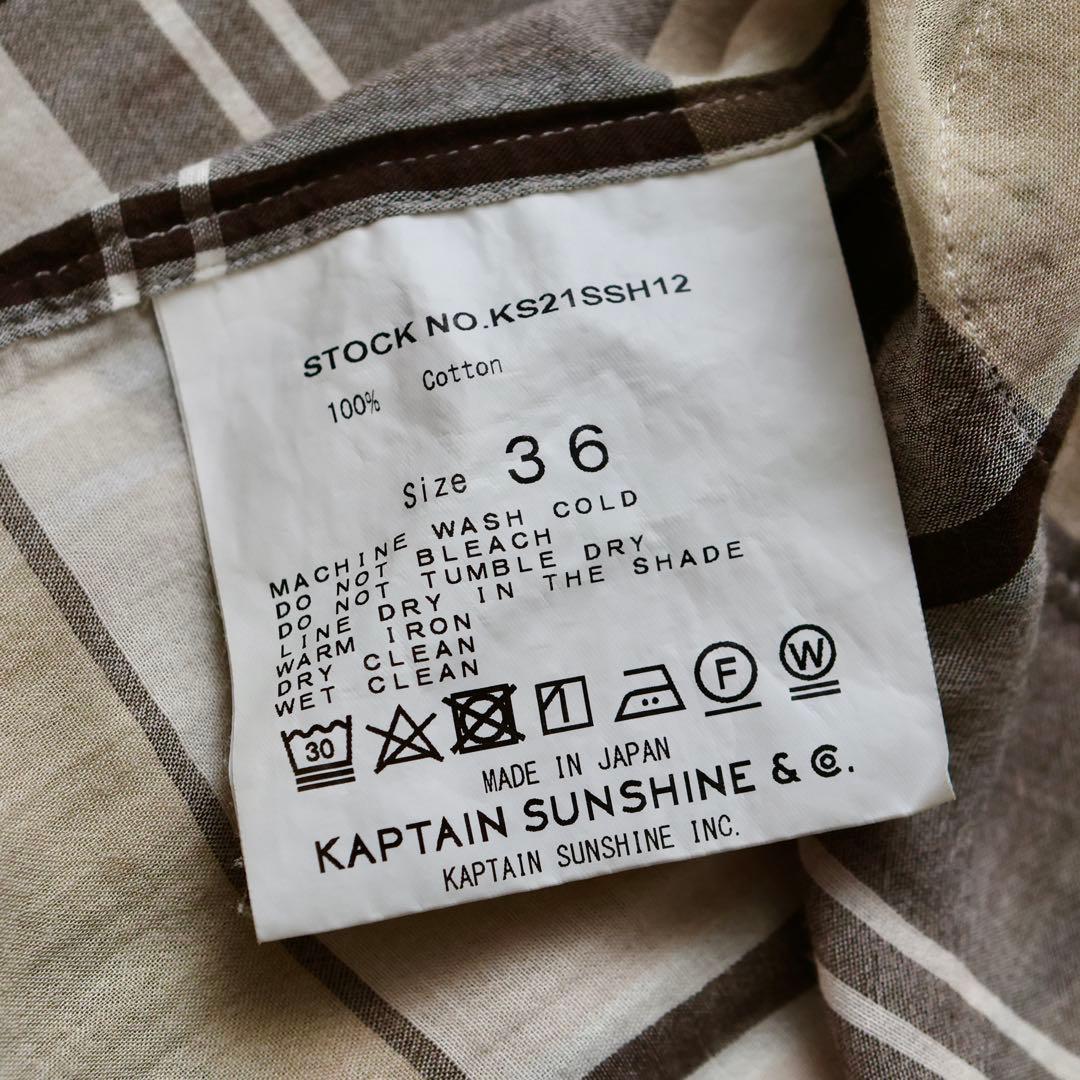 STOCK NO.KS21SSH12
100% Cotton
Size 36
MACHINE WASH COLD
DO NOT BLEACH
DO NOT TUMBLE DRY
LINE DRY IN THE SHADE
WARM IRON
DRY CLEAN
WET CLEAN
30 F W
MADE IN JAPAN
KAPTAIN SUNSHINE & Co.
KAPTAIN SUNSHINE INC.